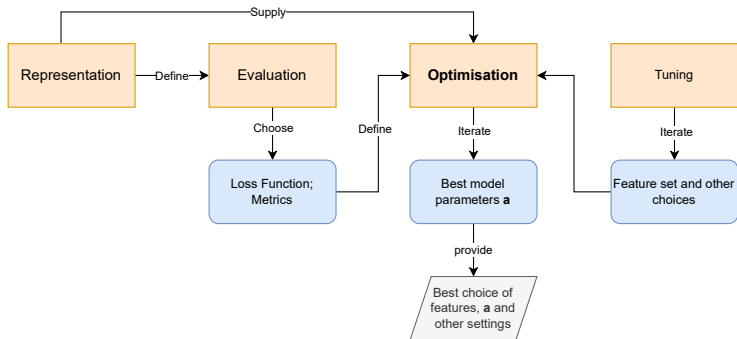 Supply
Representation
Define
Evaluation
Optimisation
Tuning
Choose
Define
Iterate
Iterate
Loss Function;
Metrics
Best model
parameters a
Feature set and other
choices
provide
Best choice of
features, a and
other settings